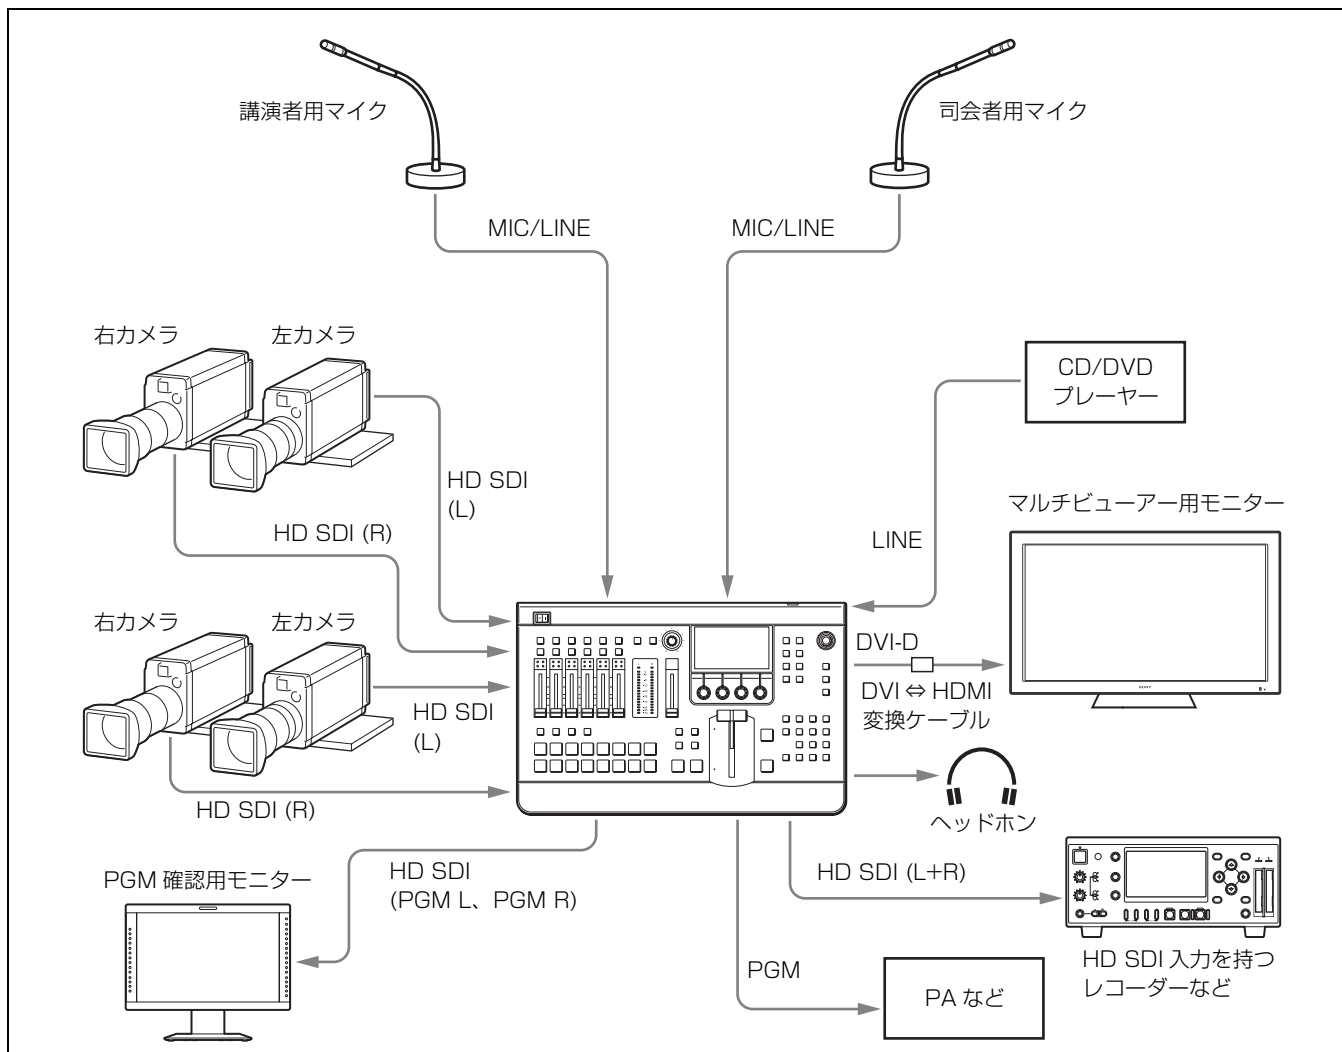 講演者用マイク
司会者用マイク
MIC/LINE
MIC/LINE
右カメラ
左カメラ
CD/DVD
プレーヤー
HD SDI
(L)
HD SDI (R)
LINE
マルチビューアー用モニター
右カメラ
左カメラ
DVI-D
DVI ⇔ HDMI
変換ケーブル
HD SDI
(L)
SONY
HD SDI (R)
ヘッドホン
HD SDI
(PGM L、PGM R)
HD SDI (L+R)
PGM 確認用モニター
PGM
PA など
HD SDI 入力を持つ
レコーダーなど